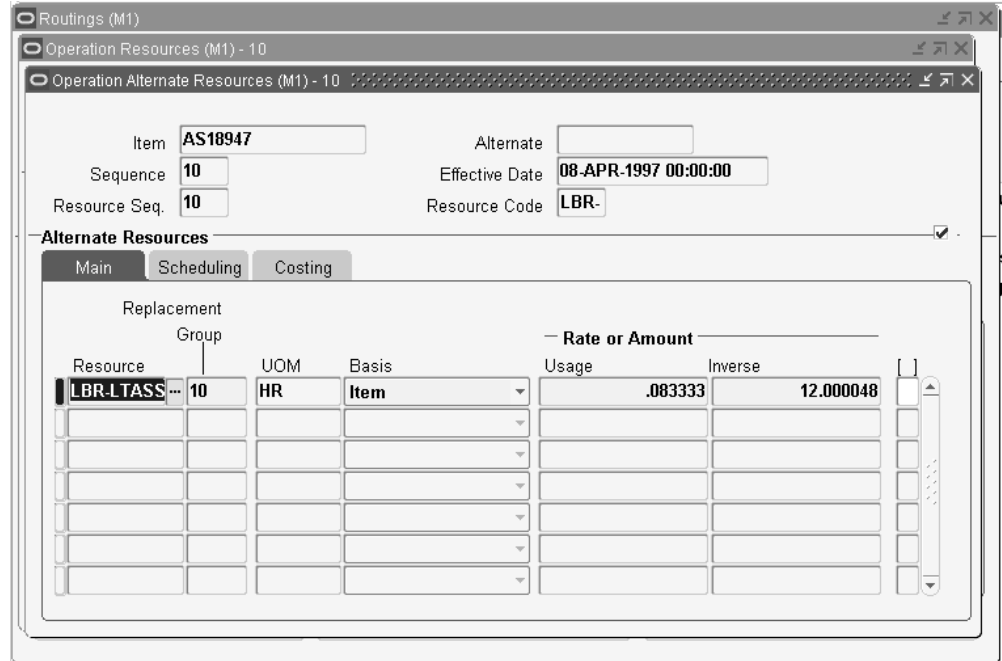 Routings (M1)
Operation Resources (M1) - 10
Operation Alternate Resources (M1) - 10
Item AS18947 Alternate
Sequence 10 Effective Date 08-APR-1997 00:00:00
Resource Seq. 10 Resource Code LBR-
Alternate Resources
Main Scheduling Costing
Replacement
Group Rate or Amount
Resource UOM Basis Usage Inverse [ ]
LBR-LTASS ... 10 HR Item .083333 12.000048